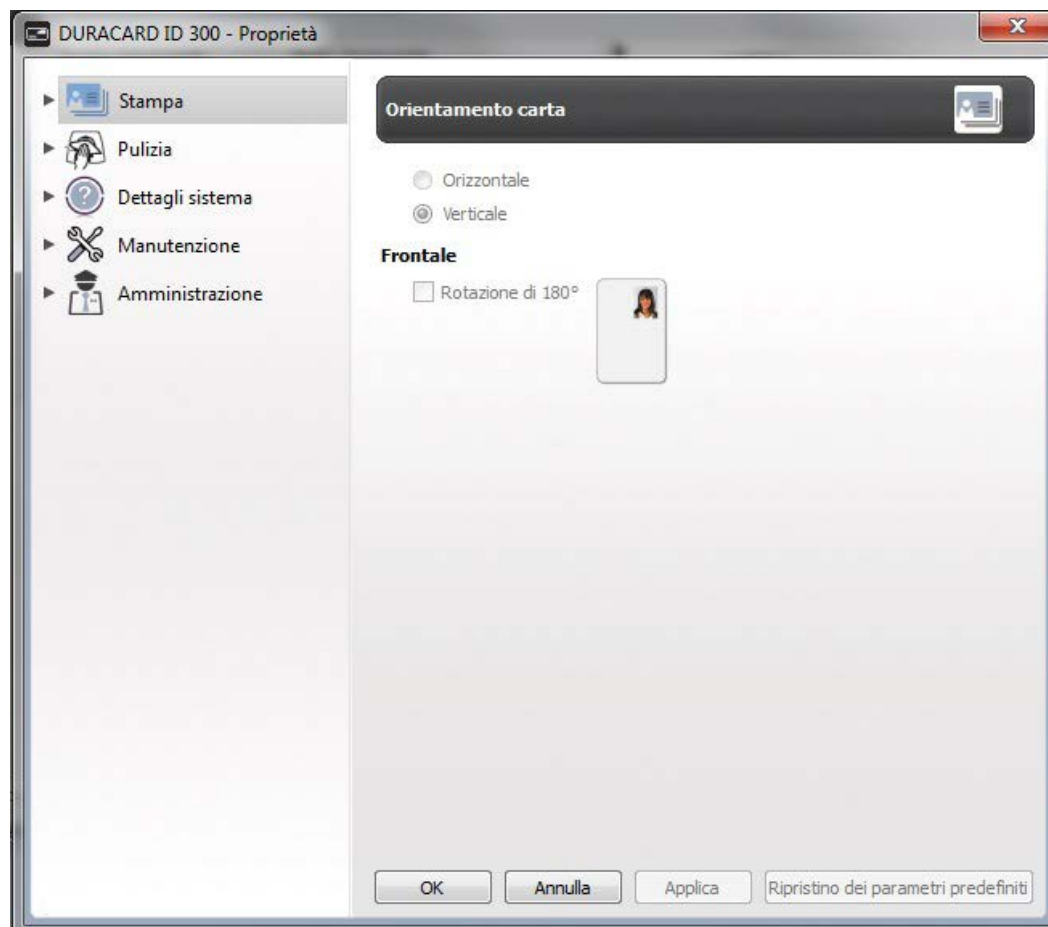 DURACARD ID 300 - Proprietà
Stampa
Pulizia
Dettagli sistema
Manutenzione
Amministrazione
Orientamento carta
Orizzontale
Verticale
Frontale
Rotazione di 180°
OK
Annulla
Applica
Ripristino dei parametri predefiniti